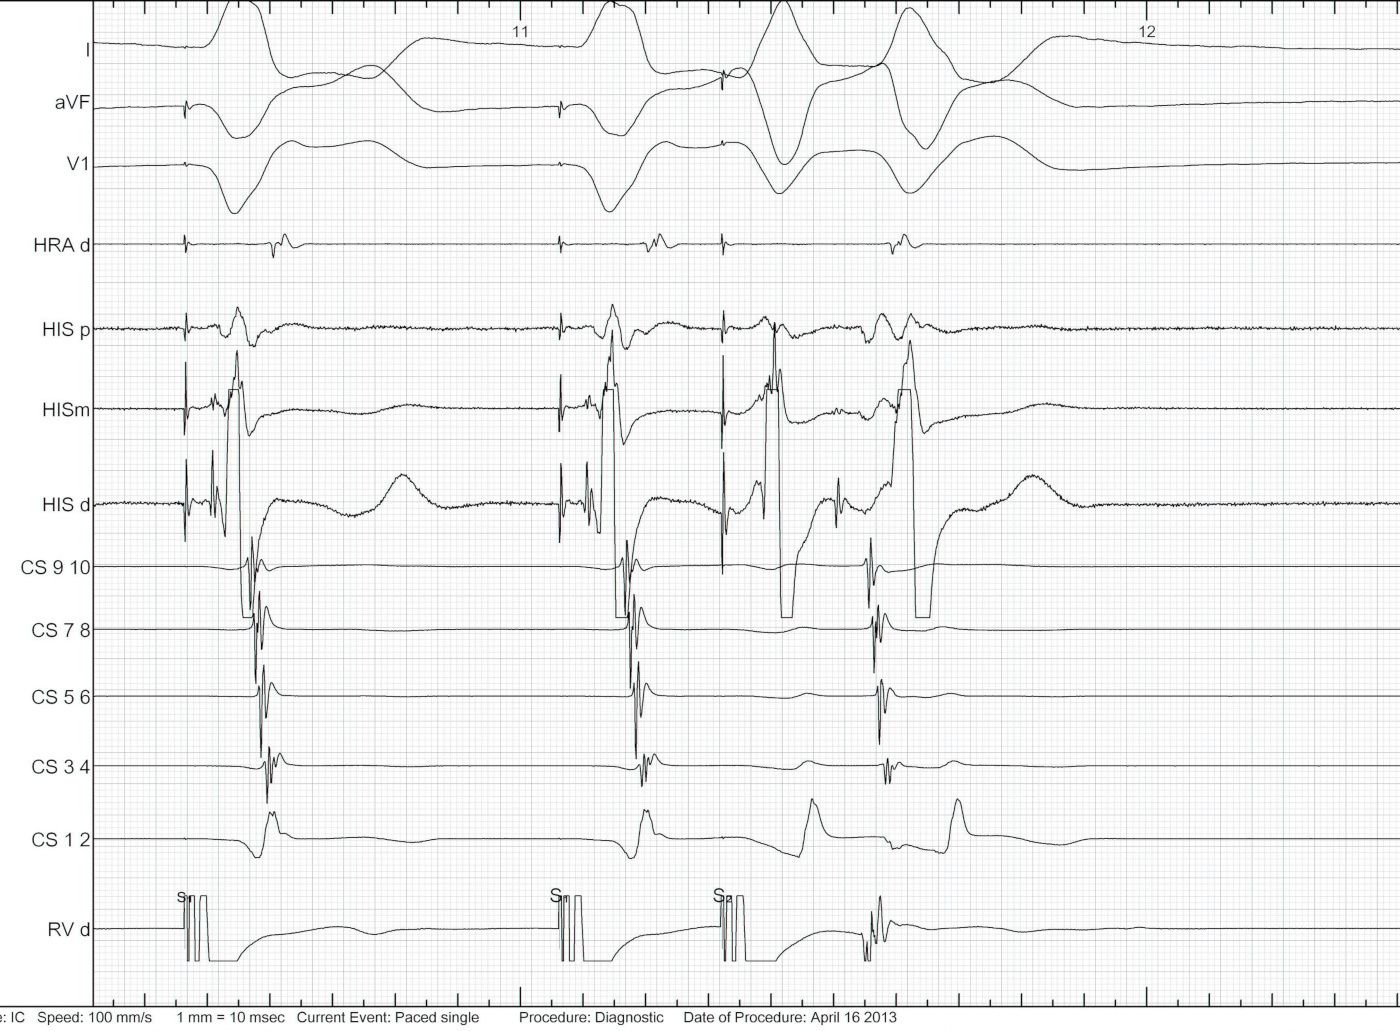 11 12
I
aVF
V1
HRA d
HIS p
HISm
HIS d
CS 9 10
CS 7 8
CS 5 6
CS 3 4
CS 1 2
S1 S1 S2
RV d
e: IC Speed: 100 mm/s 1 mm = 10 msec Current Event: Paced single Procedure: Diagnostic Date of Procedure: April 16 2013